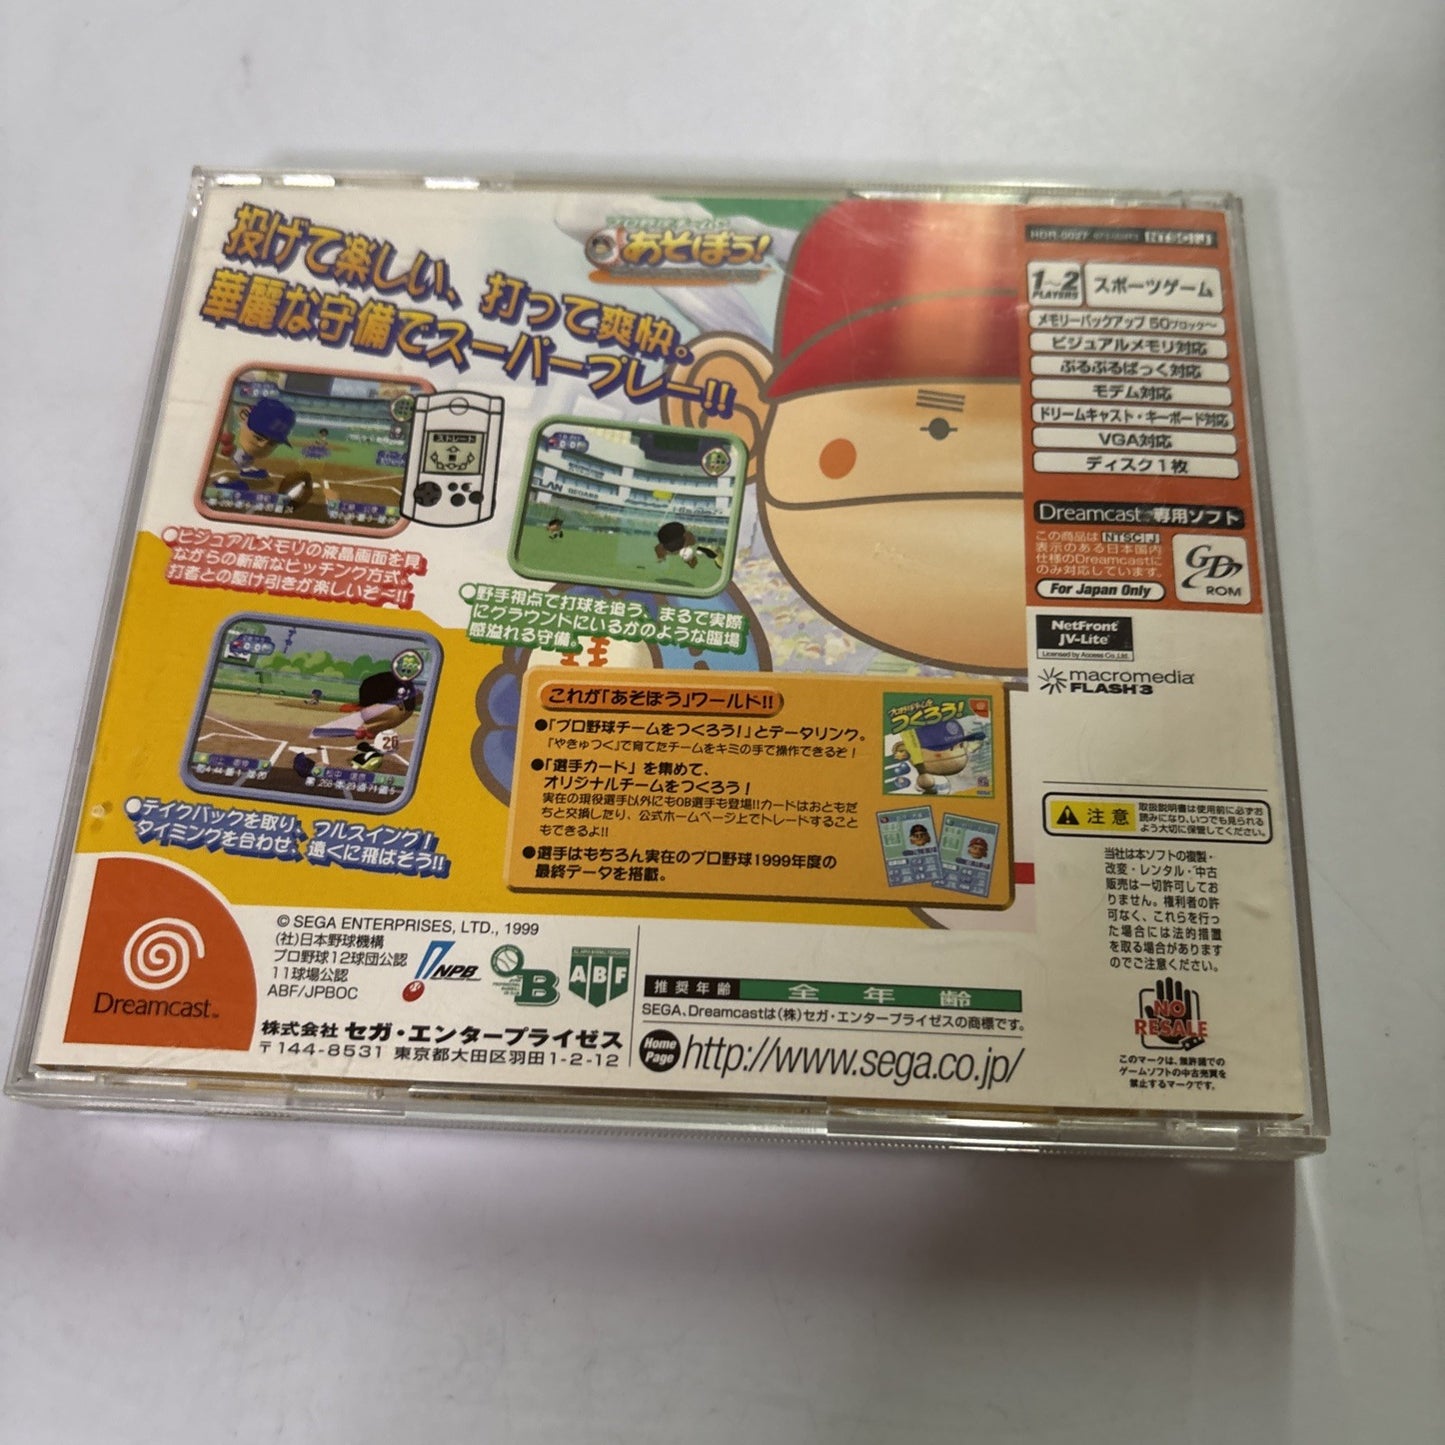 投げて楽しい、打って爽快。
華麗な守備でスーパープレー!!
プロ野球チームで
あそぼう!
ストレート
●ビジュアルメモリの液晶画面を見
ながらの斬新なピッチング方式。
打者との駆け引きが楽しいぞー!!
●野手視点で打球を追う、まるで実際
にグラウンドにいるかのような臨場
感溢れる守備。
●テイクバックを取り、フルスイング!
タイミングを合わせ、遠くに飛ばそう!!
これが「あそぼう」ワールド!!
●「プロ野球チームをつくろう!」とデータリンク。
「やきゅつく」で育てたチームをキミの手で操作できるぞ!
●「選手カード」を集めて、
オリジナルチームをつくろう!
実在の現役選手以外にもOB選手も登場!!カードはおともだ
ちと交換したり、公式ホームページ上でトレードすること
もできるよ!!
●選手はもちろん実在のプロ野球1999年度の
最終データを搭載。
つくろう!
HDR-0027
NTSC J
1~2
PLAYERS
スポーツゲーム
メモリーバックアップ 50ブロック~
ビジュアルメモリ対応
ぷるぷるぱっく対応
モデム対応
ドリームキャスト・キーボード対応
VGA対応
ディスク1枚
Dreamcast 専用ソフト
この商品は NTSC J
表示のある日本国内
仕様のDreamcastに
のみ対応しています。
For Japan Only
GD
ROM
NetFront
JV-Lite
Licensed by Access Co.,Ltd.
macromedia
FLASH 3
注意
取扱説明書は使用前に必ずお
読みになり、いつでも見られる
よう大切に保管してください。
当社は本ソフトの複製・
改変・レンタル・中古
販売は一切許可してお
りません。権利者の許
可なく、これらを行っ
た場合には法的措置
を取る場合があります
のでご注意ください。
NO
RESALE
このマークは、無許諾での
ゲームソフトの中古売買を
禁止するマークです。
Dreamcast™
© SEGA ENTERPRISES, LTD., 1999
(社)日本野球機構
プロ野球12球団公認
11球場公認
ABF/JPBOC
NPB
OB
ABF
株式会社 セガ・エンタープライゼス
〒144-8531 東京都大田区羽田1-2-12
推奨年齢 全年齢
SEGA、Dreamcastは(株)セガ・エンタープライゼスの商標です。
Home
Page
http://www.sega.co.jp/